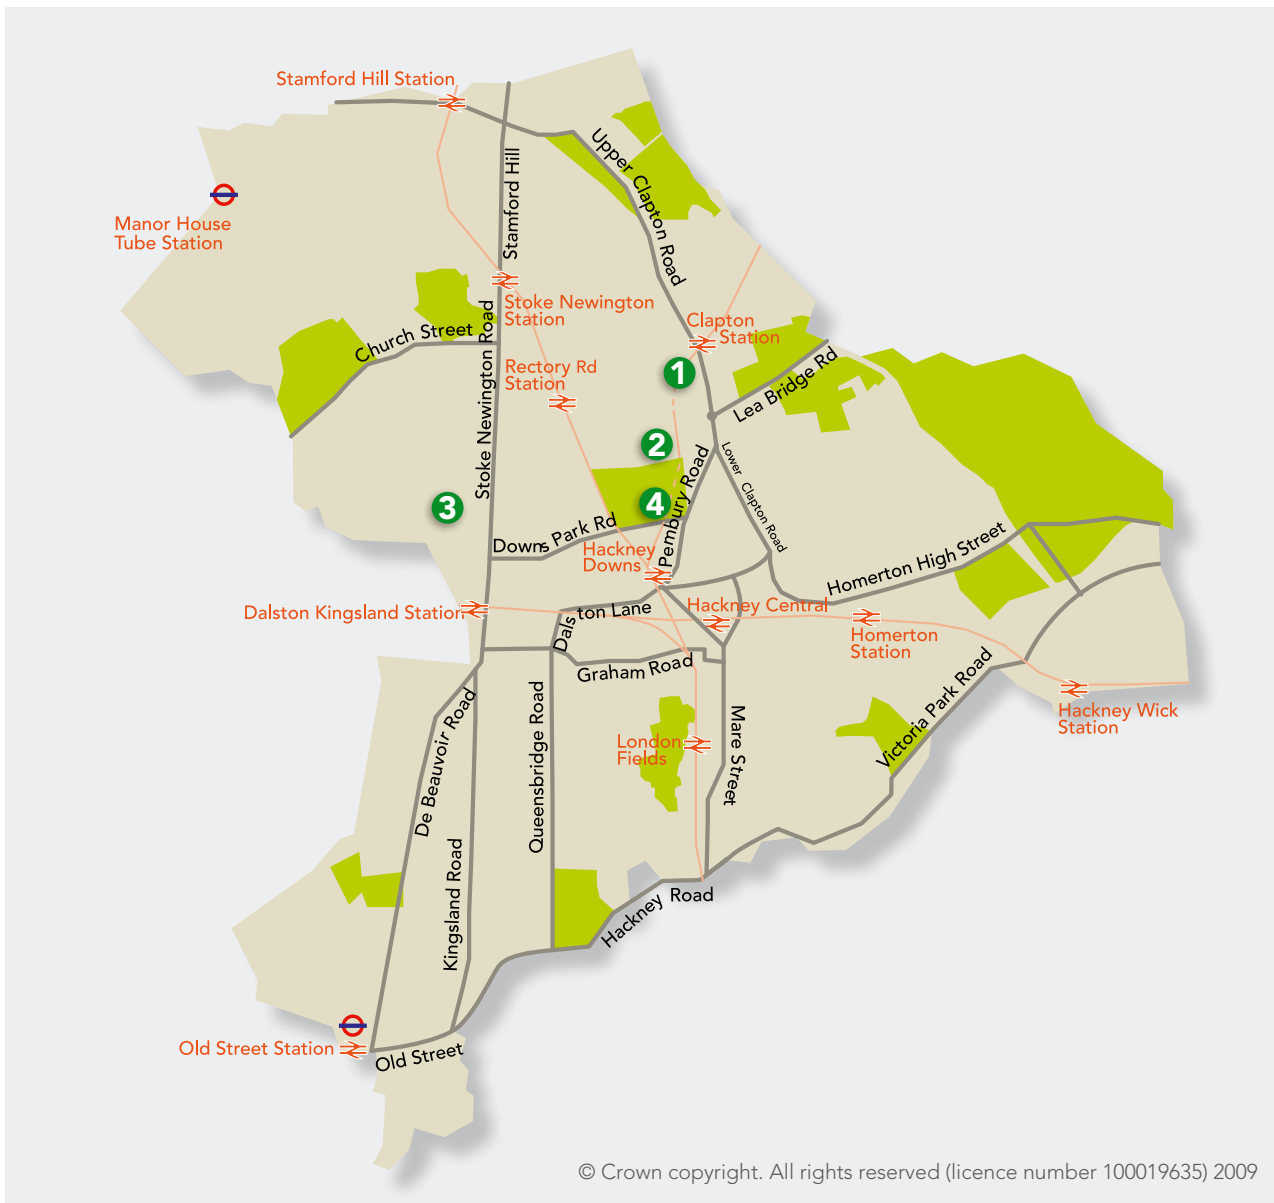 Stamford Hill Station
Upper Clapton Road
Stamford Hill
Manor House
Tube Station
Stoke Newington
Station
Clapton
Station
Church Street
Stoke Newington Road
Rectory Rd
Station
1
Lea Bridge Rd
2
Lower Clapton Road
3
4
Pembury Road
Downs Park Rd
Hackney
Downs
Homerton High Street
Dalston Kingsland Station
Dalston Lane
Hackney Central
Homerton
Station
Graham Road
Victoria Park Road
Hackney Wick
Station
De Beauvoir Road
Queensbridge Road
London
Fields
Mare Street
Kingsland Road
Hackney Road
Old Street Station
Old Street
© Crown copyright. All rights reserved (licence number 100019635) 2009